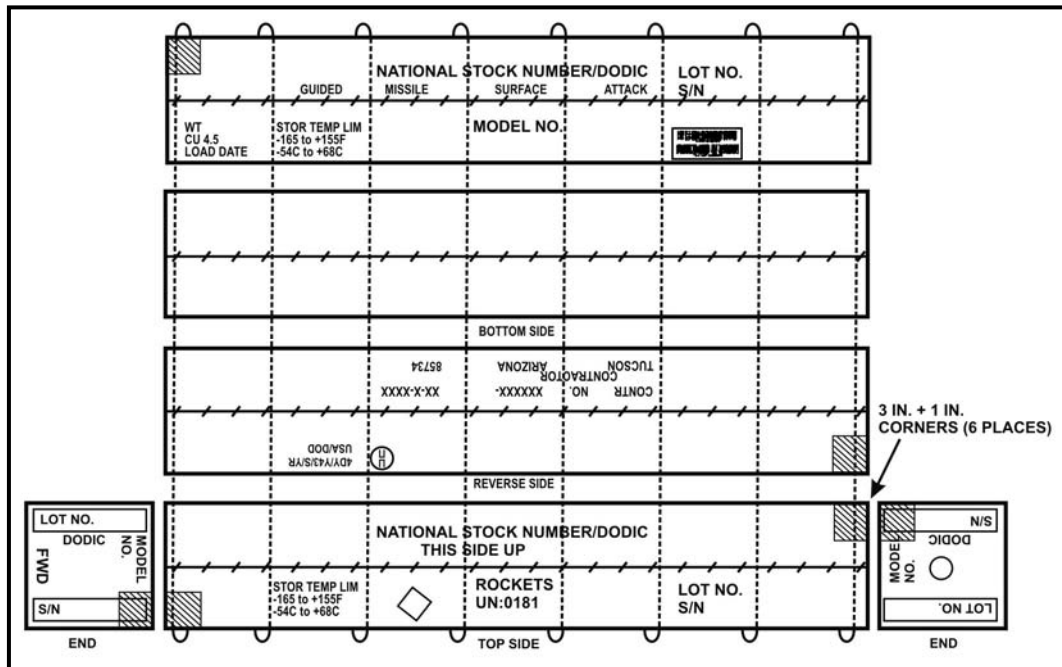 NATIONAL STOCK NUMBER/DODIC
LOT NO.
S/N
GUIDED MISSILE SURFACE ATTACK
WT
CU 4.5
LOAD DATE
STOR TEMP LIM
-165 to +155F
-54C to +68C
MODEL NO.
BOTTOM SIDE
TUCSON ARIZONA 85734
CONTRACTOR
CONTR NO. XXXXXX- XX-X-XXXX
4DY/Y43/S/YR
USA/DOD
U
n
REVERSE SIDE
3 IN. + 1 IN.
CORNERS (6 PLACES)
LOT NO.
DODIC
MODEL
NO.
FWD
S/N
END
NATIONAL STOCK NUMBER/DODIC
THIS SIDE UP
STOR TEMP LIM
-165 to +155F
-54C to +68C
ROCKETS
UN:0181
LOT NO.
S/N
TOP SIDE
S/N
DODIC
MODEL
NO.
LOT NO.
END